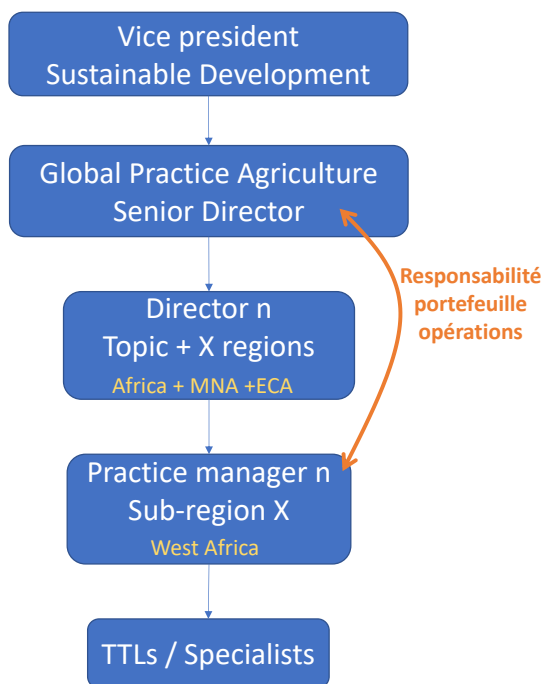 Vice president
Sustainable Development
Global Practice Agriculture
Senior Director
Responsabilité
portefeuille
opérations
Director n
Topic + X regions
Africa + MNA +ECA
Practice manager n
Sub-region X
West Africa
TTLs / Specialists